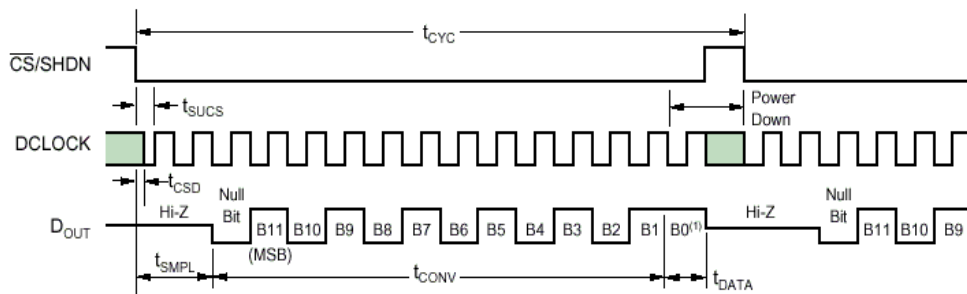 tCYC
CS/SHDN
tSUCS
Power
Down
DCLOCK
tCSD
Null
Bit
Hi-Z
Hi-Z
Null
Bit
DOUT
B11 B10 B9 B8 B7 B6 B5 B4 B3 B2 B1 B0(1)
B11 B10 B9
(MSB)
tSMPL
tCONV
tDATA